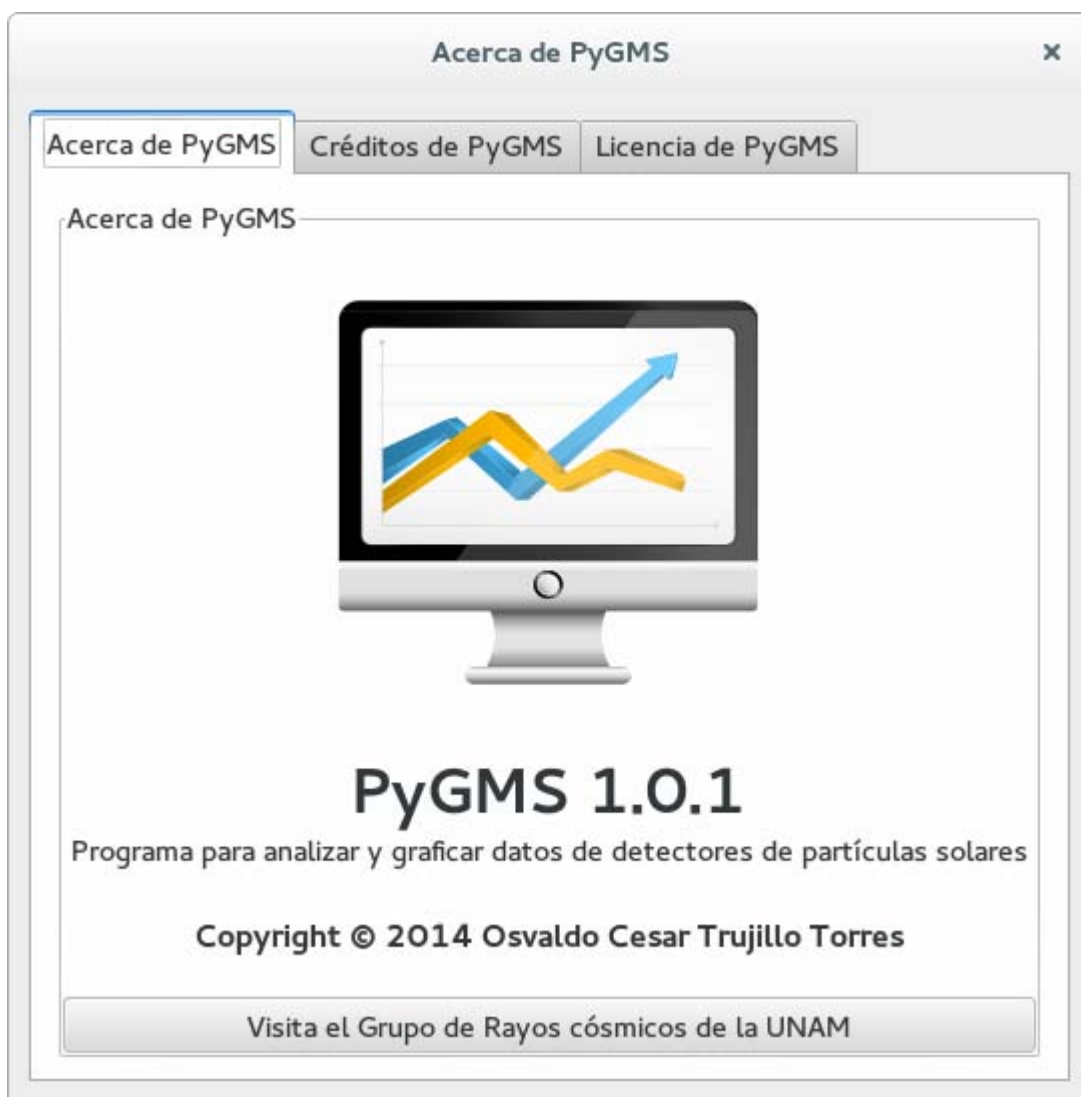 Acerca de PyGMS
Acerca de PyGMS
Créditos de PyGMS
Licencia de PyGMS
Acerca de PyGMS
PyGMS 1.0.1
Programa para analizar y graficar datos de detectores de partículas solares
Copyright © 2014 Osvaldo Cesar Trujillo Torres
Visita el Grupo de Rayos cósmicos de la UNAM